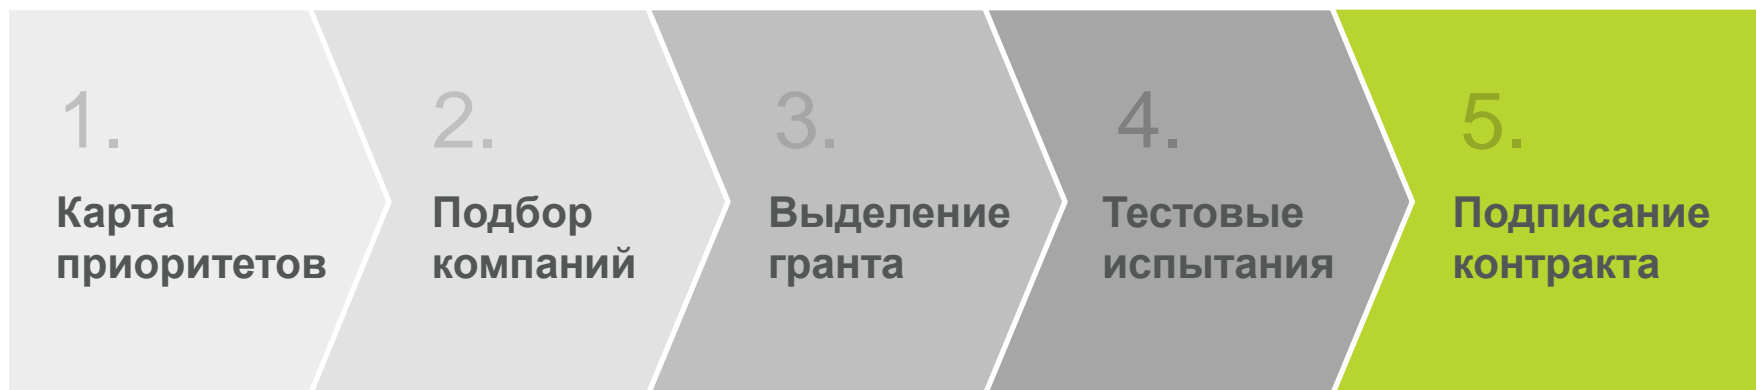 1.
Карта
приоритетов
2.
Подбор
компаний
3.
Выделение
гранта
4.
Тестовые
испытания
5.
Подписание
контракта